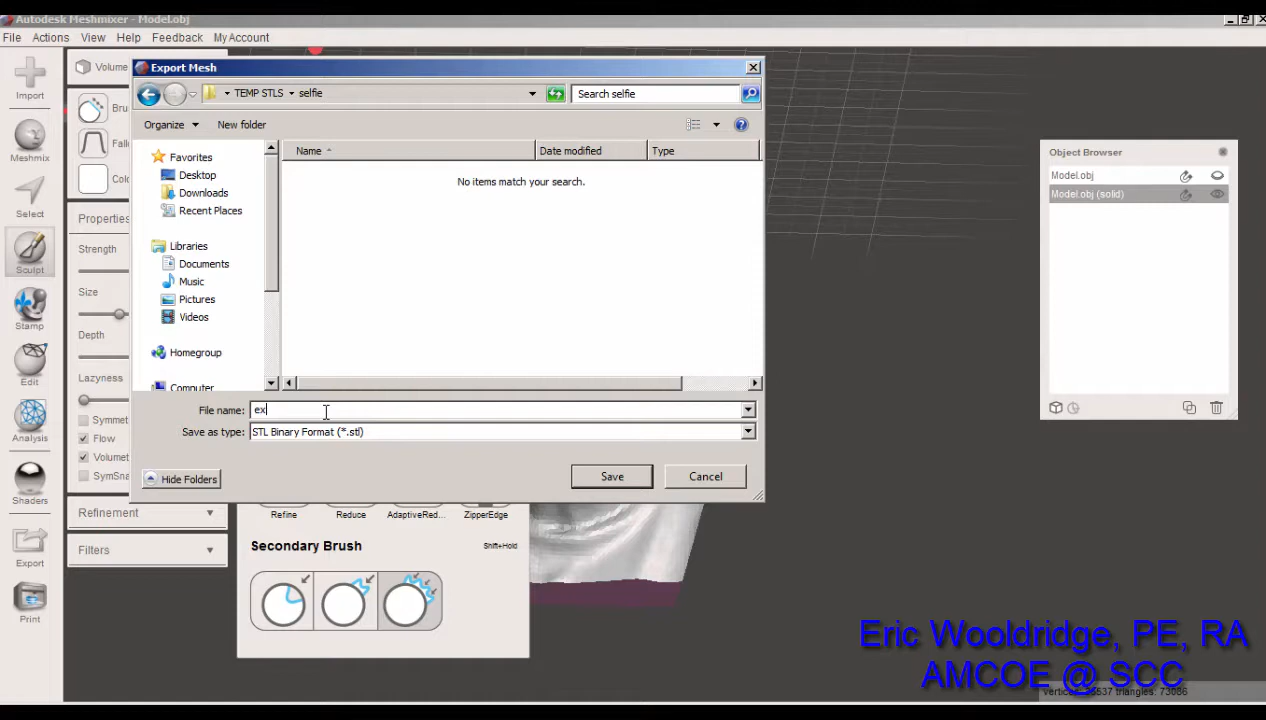 Autodesk Meshmixer - Model.obj
File Actions View Help Feedback My Account
Import
Meshmix
Select
Sculpt
Stamp
Edit
Analysis
Shaders
Export
Print
Volume
Properties
Strength
Size
Depth
Lazyness
Flow
Refinement
Filters
Export Mesh
TEMP STLS selfie
Search selfie
Organize New folder
Favorites
Desktop
Downloads
Recent Places
Libraries
Documents
Music
Pictures
Videos
Homegroup
Computer
Name Date modified Type
No items match your search.
File name: ex
Save as type: STL Binary Format (*.stl)
Hide Folders
Save Cancel
Refine Reduce AdaptiveRed... ZipperEdge
Secondary Brush Shift+Hold
Object Browser
Model.obj
Model.obj (solid)
Eric Wooldridge, PE, RA
AMCOE @ SCC
triangles: 73086